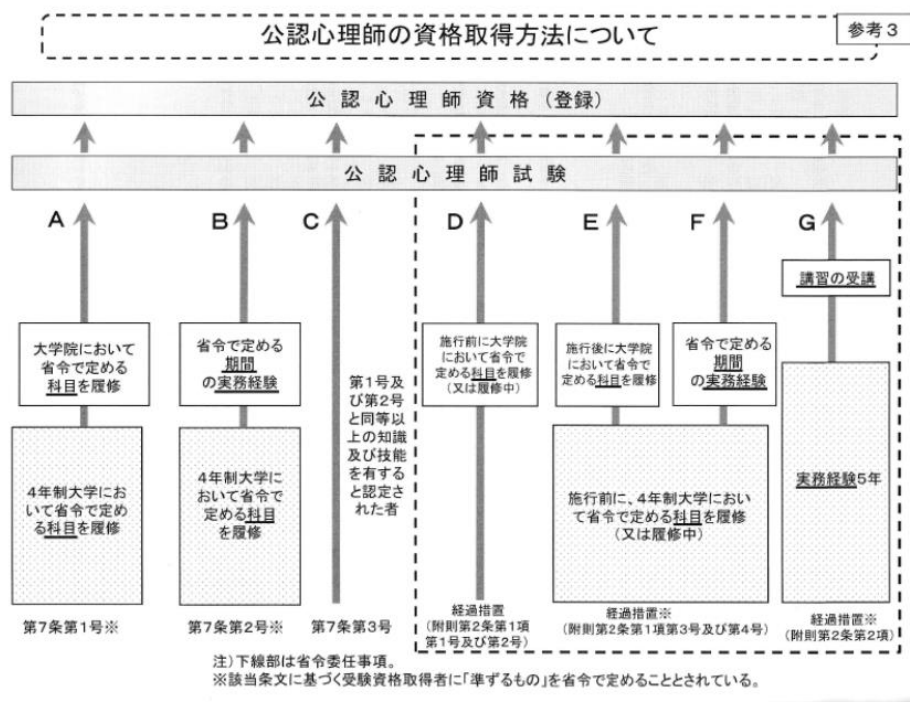 公認心理師の資格取得方法について
参考3
公認心理師資格(登録)
公認心理師試験
A
B
C
D
E
F
G
講習の受講
大学院において
省令で定める
科目を履修
省令で定める
期間
の実務経験
第1号及
び第2号
と同等以
上の知識
及び技能
を有する
と認定さ
れた者
施行前に大学院
において省令で
定める科目を履修
(又は履修中)
施行後に大学院
において省令で
定める科目を履修
省令で定める
期間
の実務経験
4年制大学にお
いて省令で定め
る科目を履修
4年制大学に
おいて省令で
定める科目
を履修
施行前に、4年制大学におい
て省令で定める科目を履修
(又は履修中)
実務経験5年
第7条第1号※
第7条第2号※
第7条第3号
経過措置
(附則第2条第1項
第1号及び第2号)
経過措置※
(附則第2条第1項第3号及び第4号)
経過措置※
(附則第2条第2項)
注)下線部は省令委任事項。
※該当条文に基づく受験資格取得者に「準ずるもの」を省令で定めることとされている。